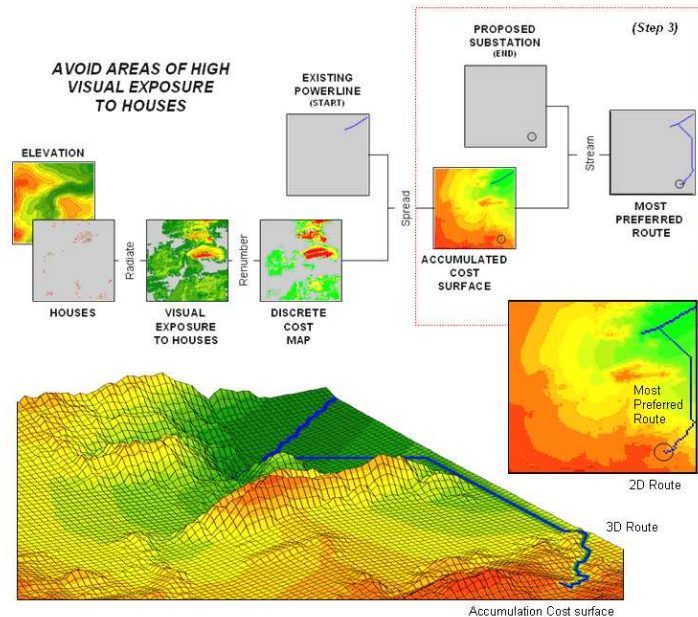 (Step 3)
PROPOSED
SUBSTATION
(END)
AVOID AREAS OF HIGH
VISUAL EXPOSURE
TO HOUSES
EXISTING
POWERLINE
(START)
ELEVATION
Radiate
Renumber
Spread
Stream
MOST
PREFERRED
ROUTE
ACCUMULATED
COST
SURFACE
HOUSES
VISUAL
EXPOSURE
TO HOUSES
DISCRETE
COST
MAP
Most
Preferred
Route
2D Route
3D Route
Accumulation Cost surface